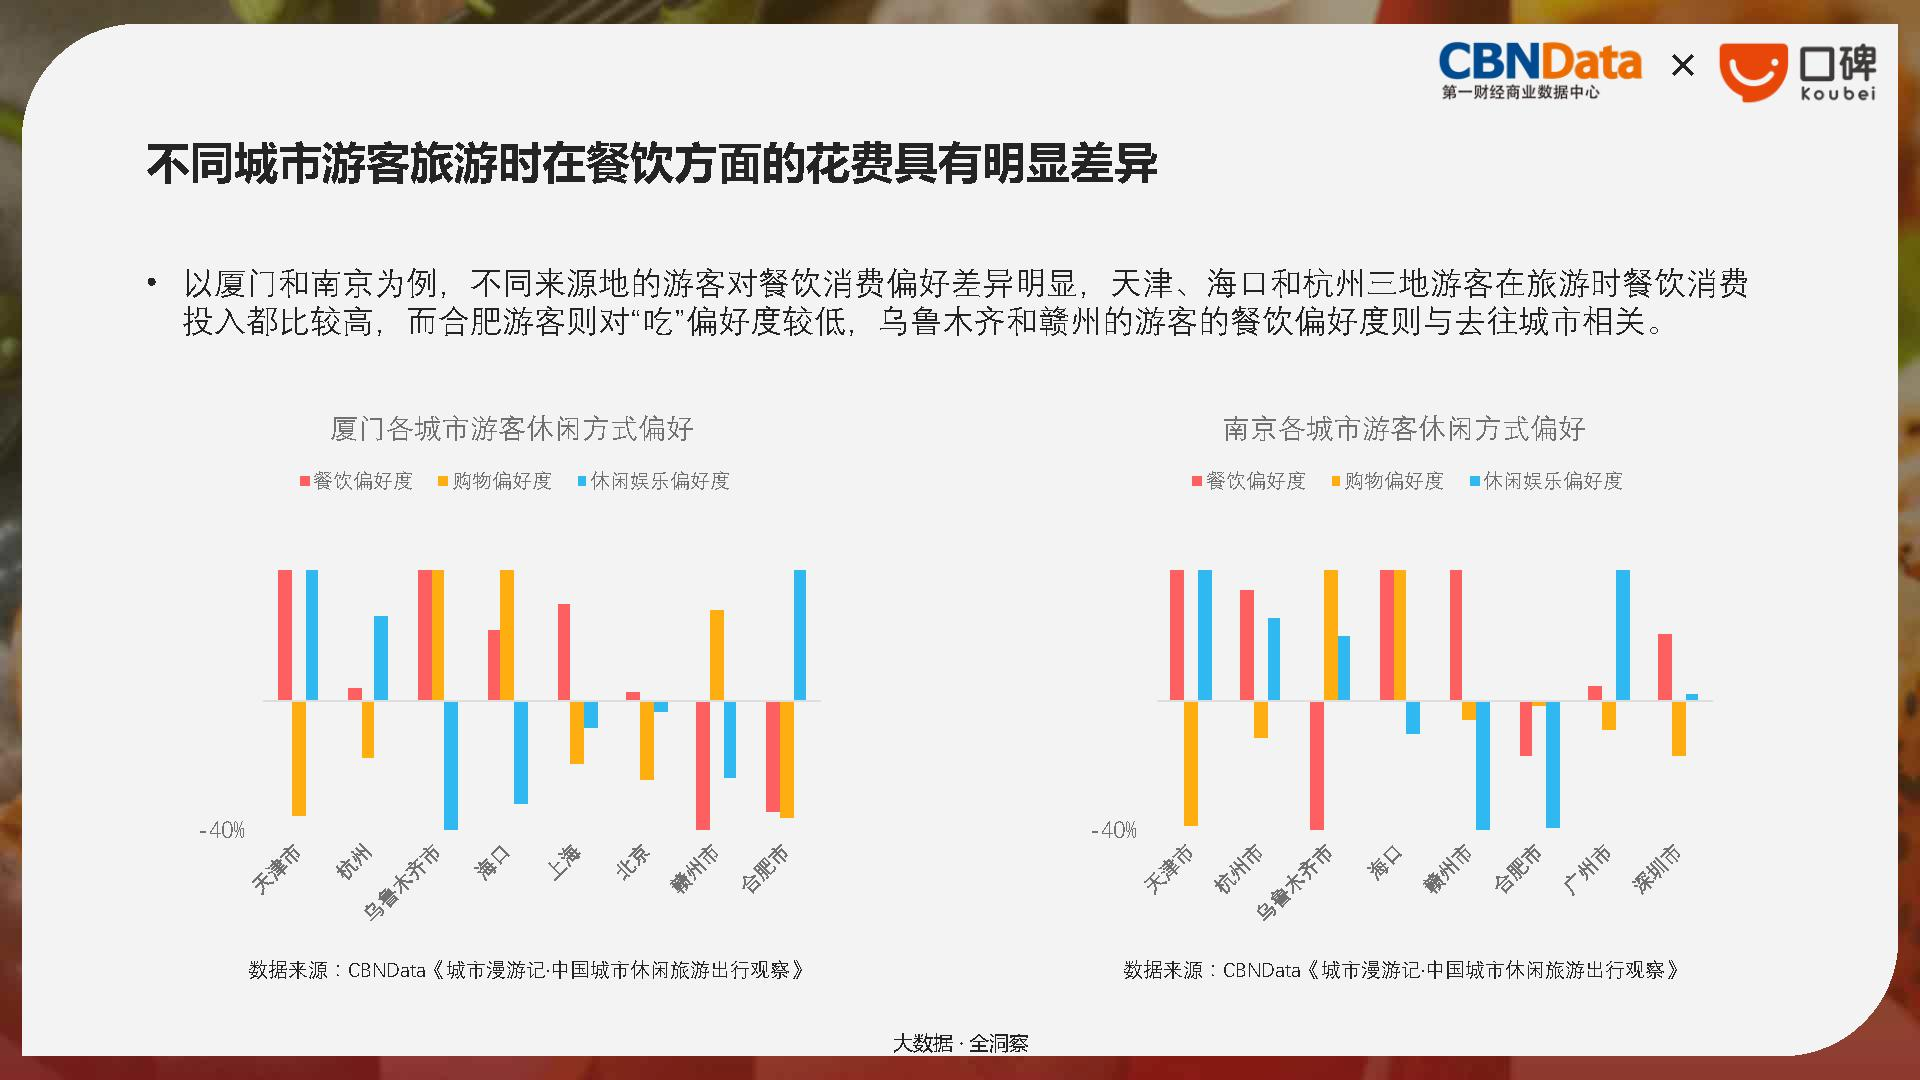 CBNData
第一财经商业数据中心
×
口碑
Koubei
不同城市游客旅游时在餐饮方面的花费具有明显差异
• 以厦门和南京为例，不同来源地的游客对餐饮消费偏好差异明显，天津、海口和杭州三地游客在旅游时餐饮消费
投入都比较高，而合肥游客则对“吃”偏好度较低，乌鲁木齐和赣州的游客的餐饮偏好度则与去往城市相关。
厦门各城市游客休闲方式偏好
餐饮偏好度 购物偏好度 休闲娱乐偏好度
-40%
天津市 杭州 乌鲁木齐市 海口 上海 北京 赣州市 合肥市
数据来源：CBNData《城市漫游记·中国城市休闲旅游出行观察》
南京各城市游客休闲方式偏好
餐饮偏好度 购物偏好度 休闲娱乐偏好度
-40%
天津市 杭州市 乌鲁木齐市 海口 赣州市 合肥市 广州市 深圳市
数据来源：CBNData《城市漫游记·中国城市休闲旅游出行观察》
大数据·全洞察